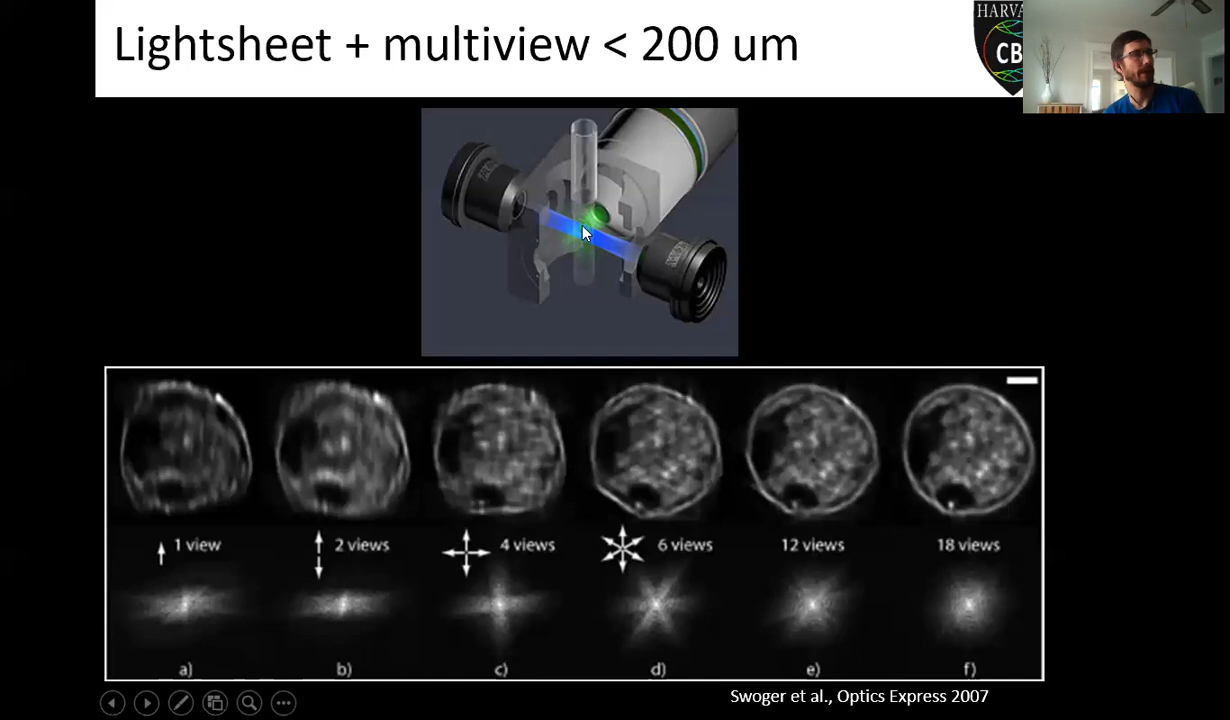 Lightsheet + multiview < 200 um
HARVA
CB
1 view
2 views
4 views
6 views
12 views
18 views
a)
b)
c)
d)
e)
f)
Swoger et al., Optics Express 2007